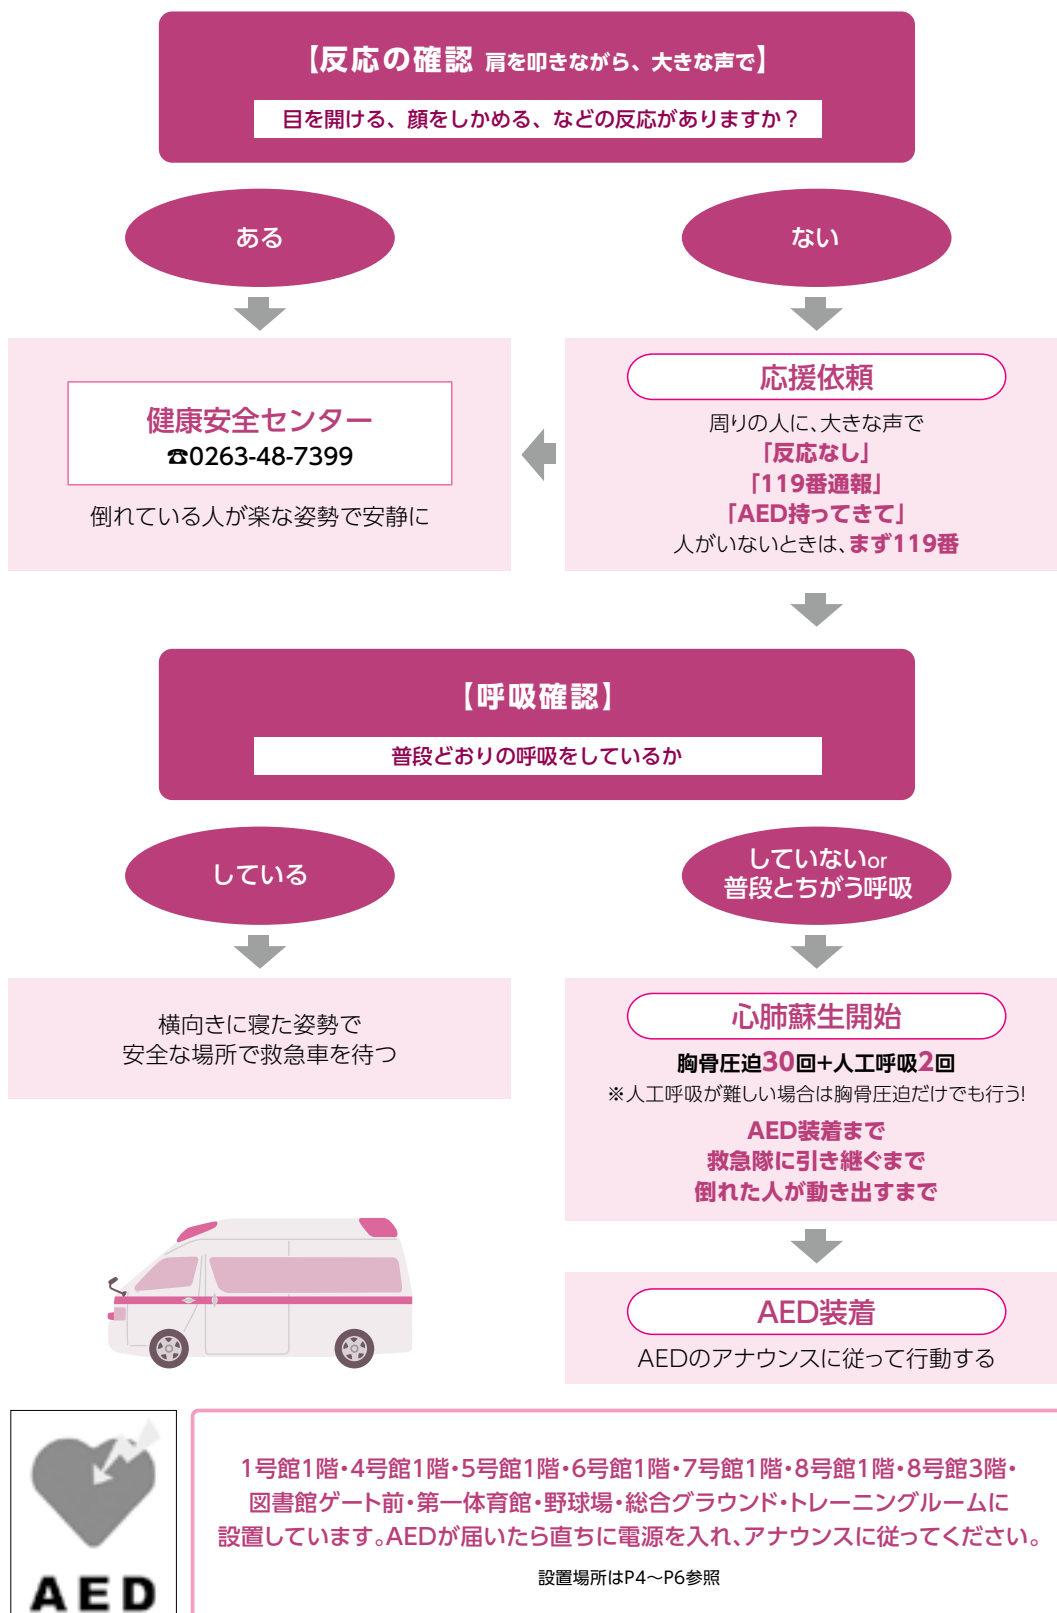 【反応の確認 肩を叩きながら、大きな声で】
目を開ける、顔をしかめる、などの反応がありますか？
ある
ない
健康安全センター
☎0263-48-7399
倒れている人が楽な姿勢で安静に
応援依頼
周りの人に、大きな声で
「反応なし」
「119番通報」
「AED持ってきて」
人がいないときは、まず119番
【呼吸確認】
普段どおりの呼吸をしているか
している
していないor
普段とちがう呼吸
横向きに寝た姿勢で
安全な場所で救急車を待つ
心肺蘇生開始
胸骨圧迫30回+人工呼吸2回
※人工呼吸が難しい場合は胸骨圧迫だけでも行う!
AED装着まで
救急隊に引き継ぐまで
倒れた人が動き出すまで
AED装着
AEDのアナウンスに従って行動する
AED
1号館1階・4号館1階・5号館1階・6号館1階・7号館1階・8号館1階・8号館3階・
図書館ゲート前・第一体育館・野球場・総合グラウンド・トレーニングルームに
設置しています。AEDが届いたら直ちに電源を入れ、アナウンスに従ってください。
設置場所はP4～P6参照